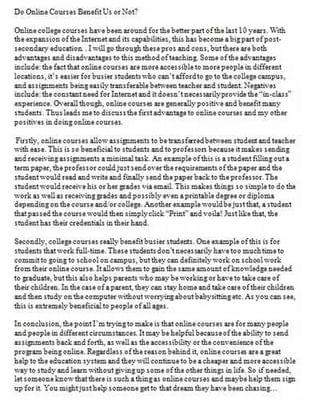 Do Online Courses Benefit Us or Not?
Online college courses have been around for the better part of the last 10 years. With
the expansion of the Internet and its capabilities, this has become a big part of post-
secondary education. . I will go through these pros and cons, but there are both
advantages and disadvantages to this method of teaching. Some of the advantages
include: the fact that online courses are more accessible to more people in different
locations, it's easier for busier students who can't afford to go to the college campus,
and assignments being easily transferable between teacher and student. Negatives
include: the constant need for Internet and it doesn't necessarily provide the "in-class"
experience. Overall though, online courses are generally positive and benefit many
students. Thus leads me to discuss the first advantage to online courses and my other
positives in doing online courses.
Firstly, online courses allow assignments to be transferred between student and teacher
with ease. This is so beneficial to students and to professors because it makes sending
and receiving assignments a minimal task. An example of this is a student filling out a
term paper, the professor could just send over the requirements of the paper and the
student would read and write and finally send the paper back to the professor. The
student would receive his or her grades via email. This makes things so simple to do the
work as well as receiving grades and possibly even a printable degree or diploma
depending on the course and/or college. Another example would be just that, a student
that passed the course would then simply click "Print" and voila! Just like that, the
student has their credentials in their hand.
Secondly, college courses really benefit busier students. One example of this is for
students that work full-time. These students don't necessarily have too much time to
commit to going to school on campus, but they can definitely work on school work
from their online course. It allows them to gain the same amount of knowledge needed
to graduate, but this also helps parents who may be working or have to take care of
their children. In the case of a parent, they can stay home and take care of their children
and then study on the computer without worrying about babysitting etc. As you can see,
this is extremely beneficial to people of all ages.
In conclusion, the point I'm trying to make is that online courses are for many people
and people in different circumstances. It may be helpful because of the ability to send
assignments back and forth, as well as the accessibility or the convenience of the
program being online. Regardless of the reason behind it, online courses are a great
help to the education system and they will continue to be a cheaper and more accessible
way to study and learn without giving up some of the other things in life. So if needed,
let someone know that there is such a thing as online courses and maybe help them sign
up for it. You might just help someone get to that dream they have been chasing…